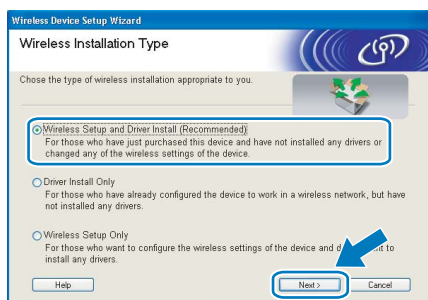 Wireless Device Setup Wizard
Wireless Installation Type
Chose the type of wireless installation appropriate to you.
Wireless Setup and Driver Install (Recommended)
For those who have just purchased this device and have not installed any drivers or
changed any of the wireless settings of the device.
Driver Install Only
For those who have already configured the device to work in a wireless network, but have
not installed any drivers.
Wireless Setup Only
For those who want to configure the wireless settings of the device and to
install any drivers.
Help
Next >
Cancel